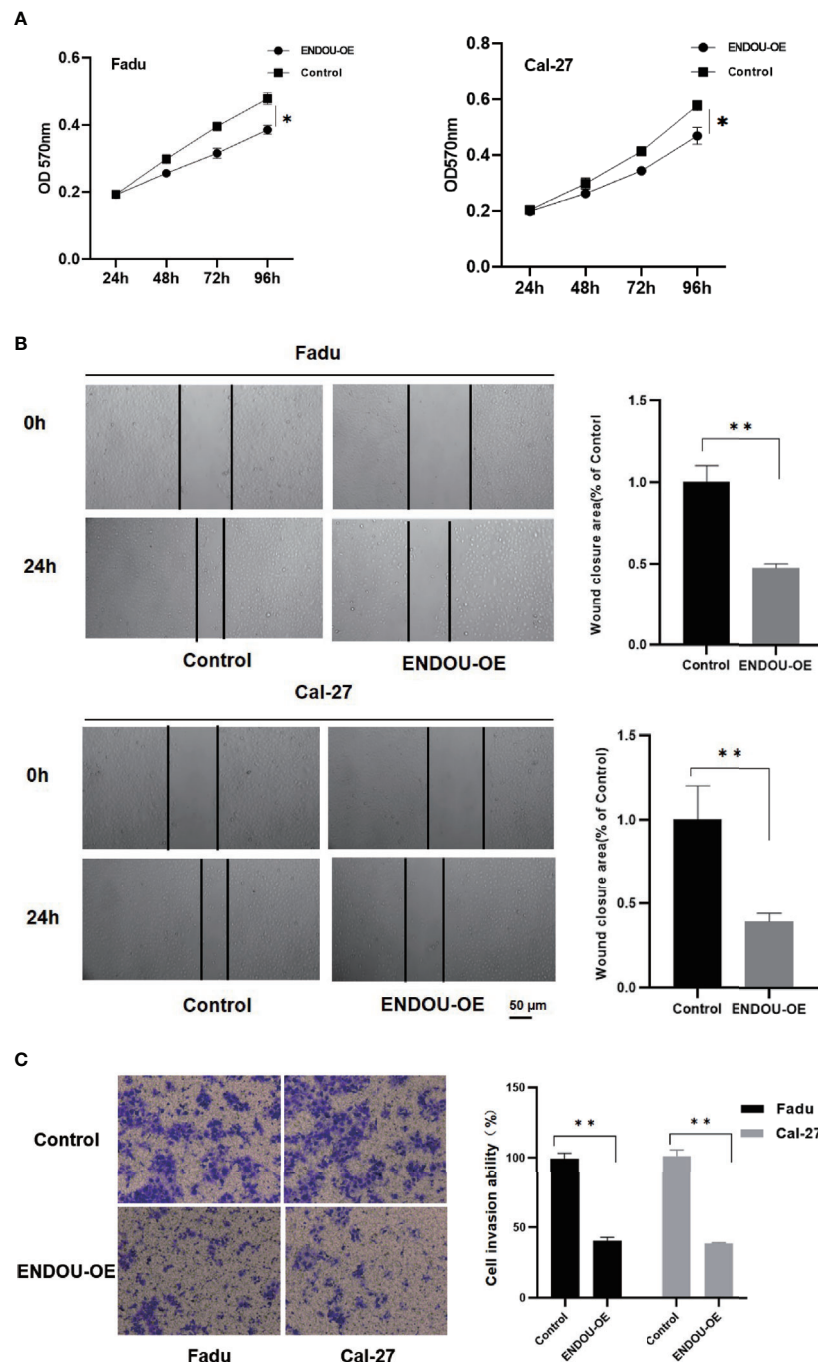 A
Fadu
ENDOU-OE
Control
OD 570nm
0.6
0.4
0.2
0.0
24h 48h 72h 96h
*
Cal-27
ENDOU-OE
Control
OD570nm
0.8
0.6
0.4
0.2
0.0
24h 48h 72h 96h
*
B
Fadu
0h
24h
Control ENDOU-OE
Wound closure area(% of Contorl
1.5
1.0
0.5
0.0
**
Control ENDOU-OE
Cal-27
0h
24h
Control ENDOU-OE
50 µm
Wound closure area(% of Control)
1.5
1.0
0.5
0.0
**
Control ENDOU-OE
C
Control
ENDOU-OE
Fadu Cal-27
Cell invasion ability (%)
150
100
50
0
** **
Fadu
Cal-27
Control ENDOU-OE Control ENDOU-OE